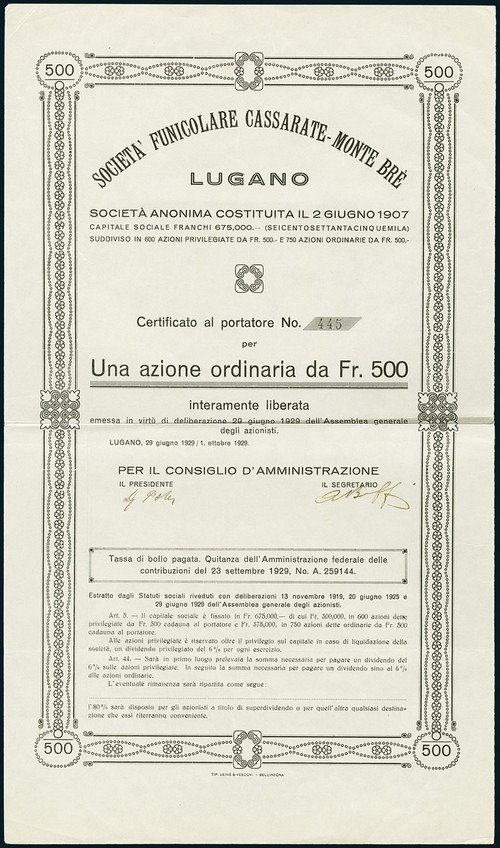 500
500
SOCIETA' FUNICOLARE CASSARATE-MONTE BRÈ
LUGANO
SOCIETÀ ANONIMA COSTITUITA IL 2 GIUGNO 1907
CAPITALE SOCIALE FRANCHI 675,000.— (SEICENTOSETTANTACINQUEMILA)
SUDDIVISO IN 600 AZIONI PRIVILEGIATE DA FR. 500.- E 750 AZIONI ORDINARIE DA FR. 500.-
Certificato al portatore No. 445
per
Una azione ordinaria da Fr. 500
interamente liberata
emessa in virtù di deliberazione 29 giugno 1929 dell'Assemblea generale
degli azionisti.
LUGANO, 29 giugno 1929 / 1. ottobre 1929.
PER IL CONSIGLIO D'AMMINISTRAZIONE
IL PRESIDENTE IL SEGRETARIO
Tassa di bollo pagata. Quitanza dell'Amministrazione federale delle
contribuzioni del 23 settembre 1929, No. A. 259144.
Estratto dagli Statuti sociali riveduti con deliberazioni 13 novembre 1919, 20 giugno 1925 e
29 giugno 1929 dell'Assemblea generale degli azionisti.
Art. 5. — Il capitale sociale è fissato in Fr. 675,000.— di cui Fr. 300,000, in 600 azioni dette
privilegiate da Fr. 500 cadauna al portatore e Fr. 375,000, in 750 azioni dette ordinarie da Fr. 500
cadauna al portatore.
Alle azioni privilegiate è riservato oltre il privilegio sul capitale in caso di liquidazione della
società, un dividendo privilegiato del 6% per ogni esercizio.
Art. 44. — Sarà in primo luogo prelevata la somma necessaria per pagare un dividendo del
6% sulle azioni privilegiate. In seguito la somma necessaria per pagare un dividendo sino al 6%
alle azioni ordinarie.
L'eventuale rimanenza sarà ripartita come segue:
l'80% sarà disposto per gli azionisti a titolo di superdividendo o per quell'altra qualsiasi destina-
zione che essi riterranno conveniente.
500
500
TIP. LEINS & VESCOVI - BELLINZONA